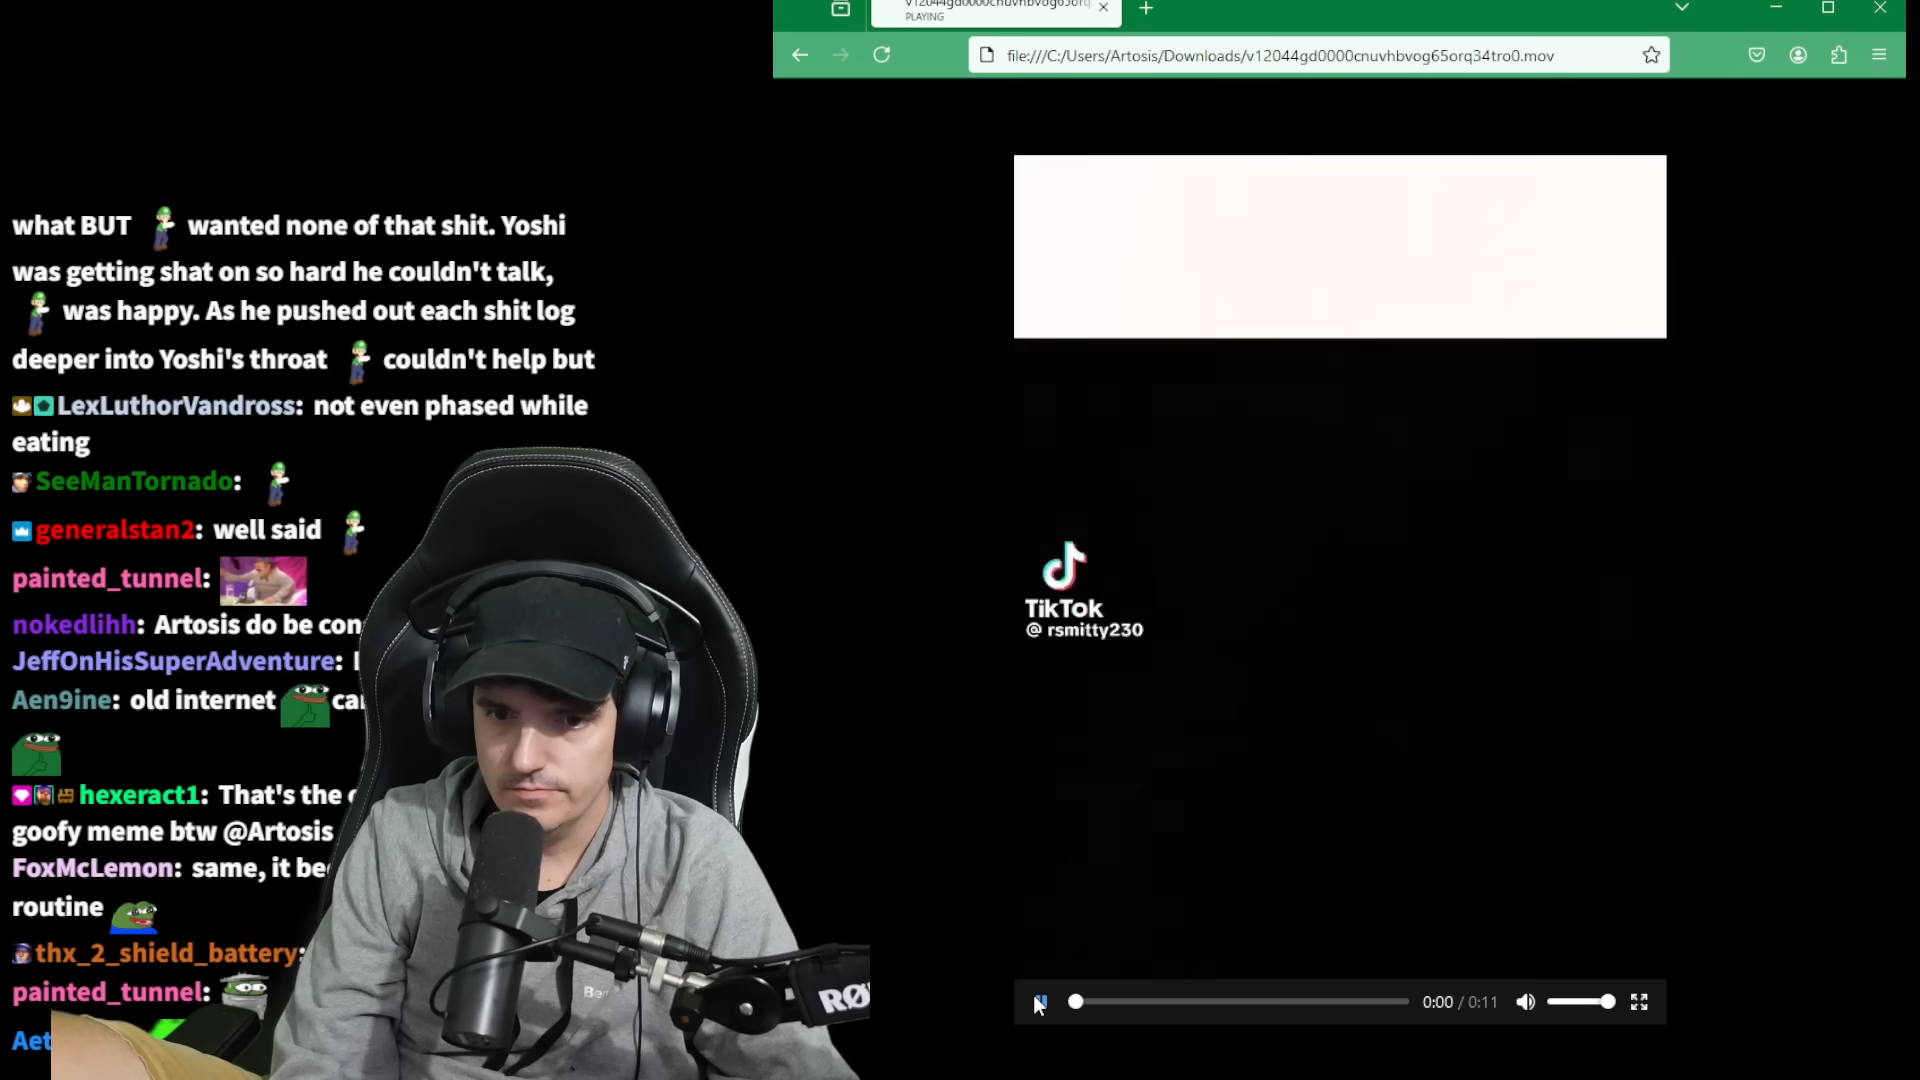 what BUT wanted none of that shit. Yoshi
was getting shat on so hard he couldn't talk,
was happy. As he pushed out each shit log
deeper into Yoshi's throat couldn't help but
LexLuthorVandross: not even phased while
eating
SeeManTornado:
generalstan2: well said
painted_tunnel:
nokedlihh: Artosis do be con
JeffOnHisSuperAdventure:
Aen9ine: old internet ca
hexeract1: That's the
goofy meme btw @Artosis
FoxMcLemon: same, it be
routine
thx_2_shield_battery:
painted_tunnel:
Aet
PLAYING
file:///C:/Users/Artosis/Downloads/v12044gd0000cnuvhbvog65orq34tro0.mov
TikTok
@ rsmitty230
0:00 / 0:11
RØ